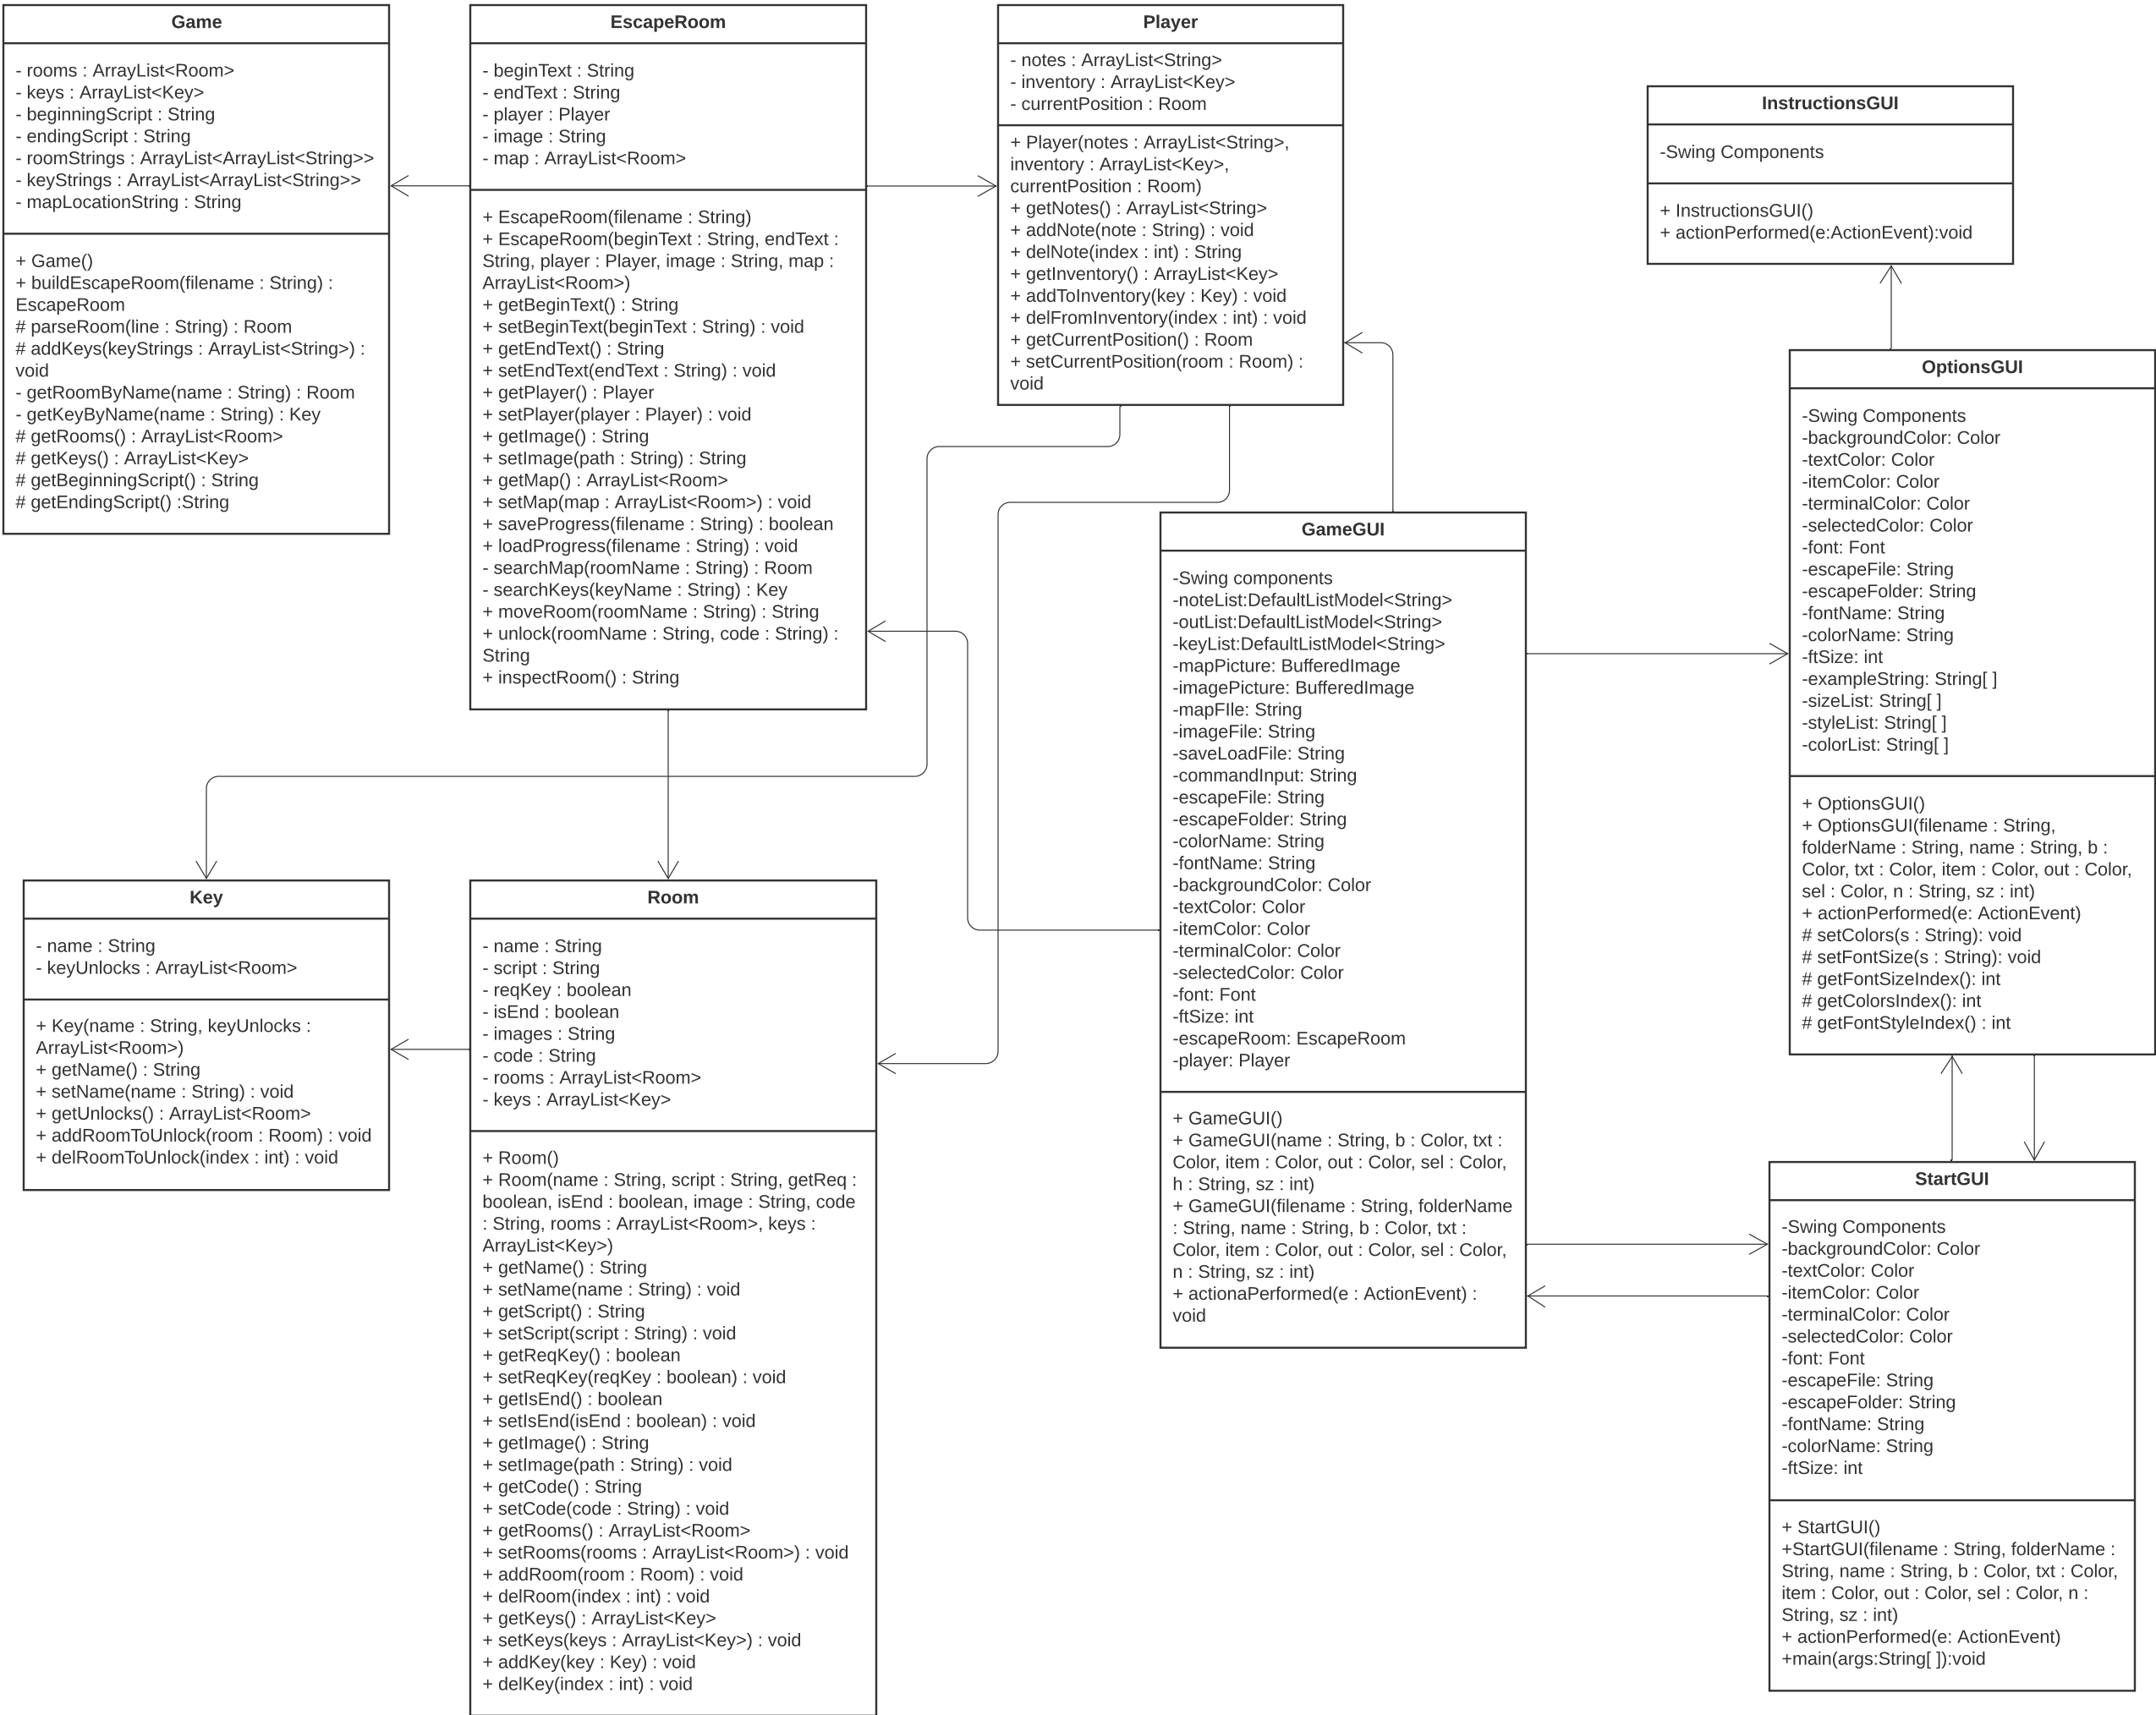 Game
- rooms : ArrayList<Room>
- keys : ArrayList<Key>
- beginningScript : String
- endingScript : String
- roomStrings : ArrayList<ArrayList<String>>
- keyStrings : ArrayList<ArrayList<String>>
- mapLocationString : String
+ Game()
+ buildEscapeRoom(filename : String) :
EscapeRoom
# parseRoom(line : String) : Room
# addKeys(keyStrings : ArrayList<String>) :
void
- getRoomByName(name : String) : Room
- getKeyByName(name : String) : Key
# getRooms() : ArrayList<Room>
# getKeys() : ArrayList<Key>
# getBeginningScript() : String
# getEndingScript() :String
EscapeRoom
- beginText : String
- endText : String
- player : Player
- image : String
- map : ArrayList<Room>
+ EscapeRoom(filename : String)
+ EscapeRoom(beginText : String, endText :
String, player : Player, image : String, map :
ArrayList<Room>)
+ getBeginText() : String
+ setBeginText(beginText : String) : void
+ getEndText() : String
+ setEndText(endText : String) : void
+ getPlayer() : Player
+ setPlayer(player : Player) : void
+ getImage() : String
+ setImage(path : String) : String
+ getMap() : ArrayList<Room>
+ setMap(map : ArrayList<Room>) : void
+ saveProgress(filename : String) : boolean
+ loadProgress(filename : String) : void
- searchMap(roomName : String) : Room
- searchKeys(keyName : String) : Key
+ moveRoom(roomName : String) : String
+ unlock(roomName : String, code : String) :
String
+ inspectRoom() : String
Player
- notes : ArrayList<String>
- inventory : ArrayList<Key>
- currentPosition : Room
+ Player(notes : ArrayList<String>,
inventory : ArrayList<Key>,
currentPosition : Room)
+ getNotes() : ArrayList<String>
+ addNote(note : String) : void
+ delNote(index : int) : String
+ getInventory() : ArrayList<Key>
+ addToInventory(key : Key) : void
+ delFromInventory(index : int) : void
+ getCurrentPosition() : Room
+ setCurrentPosition(room : Room) :
void
InstructionsGUI
-Swing Components
+ InstructionsGUI()
+ actionPerformed(e:ActionEvent):void
OptionsGUI
-Swing Components
-backgroundColor: Color
-textColor: Color
-itemColor: Color
-terminalColor: Color
-selectedColor: Color
-font: Font
-escapeFile: String
-escapeFolder: String
-fontName: String
-colorName: String
-ftSize: int
-exampleString: String[ ]
-sizeList: String[ ]
-styleList: String[ ]
-colorList: String[ ]
+ OptionsGUI()
+ OptionsGUI(filename : String,
folderName : String, name : String, b :
Color, txt : Color, item : Color, out : Color,
sel : Color, n : String, sz : int)
+ actionPerformed(e: ActionEvent)
# setColors(s : String): void
# setFontSize(s : String): void
# getFontSizeIndex(): int
# getColorsIndex(): int
# getFontStyleIndex() : int
GameGUI
-Swing components
-noteList:DefaultListModel<String>
-outList:DefaultListModel<String>
-keyList:DefaultListModel<String>
-mapPicture: BufferedImage
-imagePicture: BufferedImage
-mapFIle: String
-imageFile: String
-saveLoadFile: String
-commandInput: String
-escapeFile: String
-escapeFolder: String
-colorName: String
-fontName: String
-backgroundColor: Color
-textColor: Color
-itemColor: Color
-terminalColor: Color
-selectedColor: Color
-font: Font
-ftSize: int
-escapeRoom: EscapeRoom
-player: Player
+ GameGUI()
+ GameGUI(name : String, b : Color, txt :
Color, item : Color, out : Color, sel : Color,
h : String, sz : int)
+ GameGUI(filename : String, folderName
: String, name : String, b : Color, txt :
Color, item : Color, out : Color, sel : Color,
n : String, sz : int)
+ actionaPerformed(e : ActionEvent) :
void
Key
- name : String
- keyUnlocks : ArrayList<Room>
+ Key(name : String, keyUnlocks :
ArrayList<Room>)
+ getName() : String
+ setName(name : String) : void
+ getUnlocks() : ArrayList<Room>
+ addRoomToUnlock(room : Room) : void
+ delRoomToUnlock(index : int) : void
Room
- name : String
- script : String
- reqKey : boolean
- isEnd : boolean
- images : String
- code : String
- rooms : ArrayList<Room>
- keys : ArrayList<Key>
+ Room()
+ Room(name : String, script : String, getReq :
boolean, isEnd : boolean, image : String, code
: String, rooms : ArrayList<Room>, keys :
ArrayList<Key>)
+ getName() : String
+ setName(name : String) : void
+ getScript() : String
+ setScript(script : String) : void
+ getReqKey() : boolean
+ setReqKey(reqKey : boolean) : void
+ getIsEnd() : boolean
+ setIsEnd(isEnd : boolean) : void
+ getImage() : String
+ setImage(path : String) : void
+ getCode() : String
+ setCode(code : String) : void
+ getRooms() : ArrayList<Room>
+ setRooms(rooms : ArrayList<Room>) : void
+ addRoom(room : Room) : void
+ delRoom(index : int) : void
+ getKeys() : ArrayList<Key>
+ setKeys(keys : ArrayList<Key>) : void
+ addKey(key : Key) : void
+ delKey(index : int) : void
StartGUI
-Swing Components
-backgroundColor: Color
-textColor: Color
-itemColor: Color
-terminalColor: Color
-selectedColor: Color
-font: Font
-escapeFile: String
-escapeFolder: String
-fontName: String
-colorName: String
-ftSize: int
+ StartGUI()
+StartGUI(filename : String, folderName :
String, name : String, b : Color, txt : Color,
item : Color, out : Color, sel : Color, n :
String, sz : int)
+ actionPerformed(e: ActionEvent)
+main(args:String[ ]):void